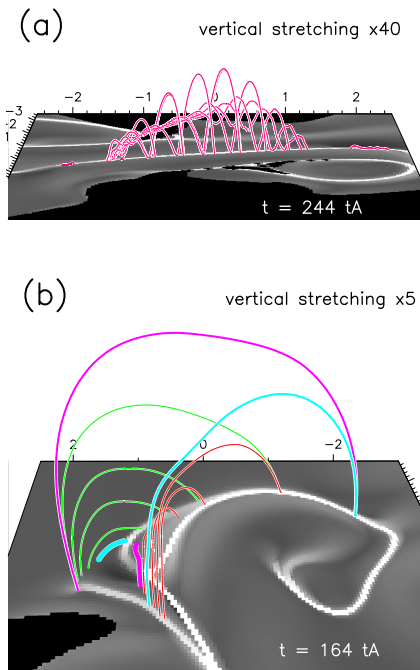 (a)
vertical stretching x40
-3
-2 -1 0 1 2
-2
t = 244 tA
(b)
vertical stretching x5
2 0 -2
t = 164 tA